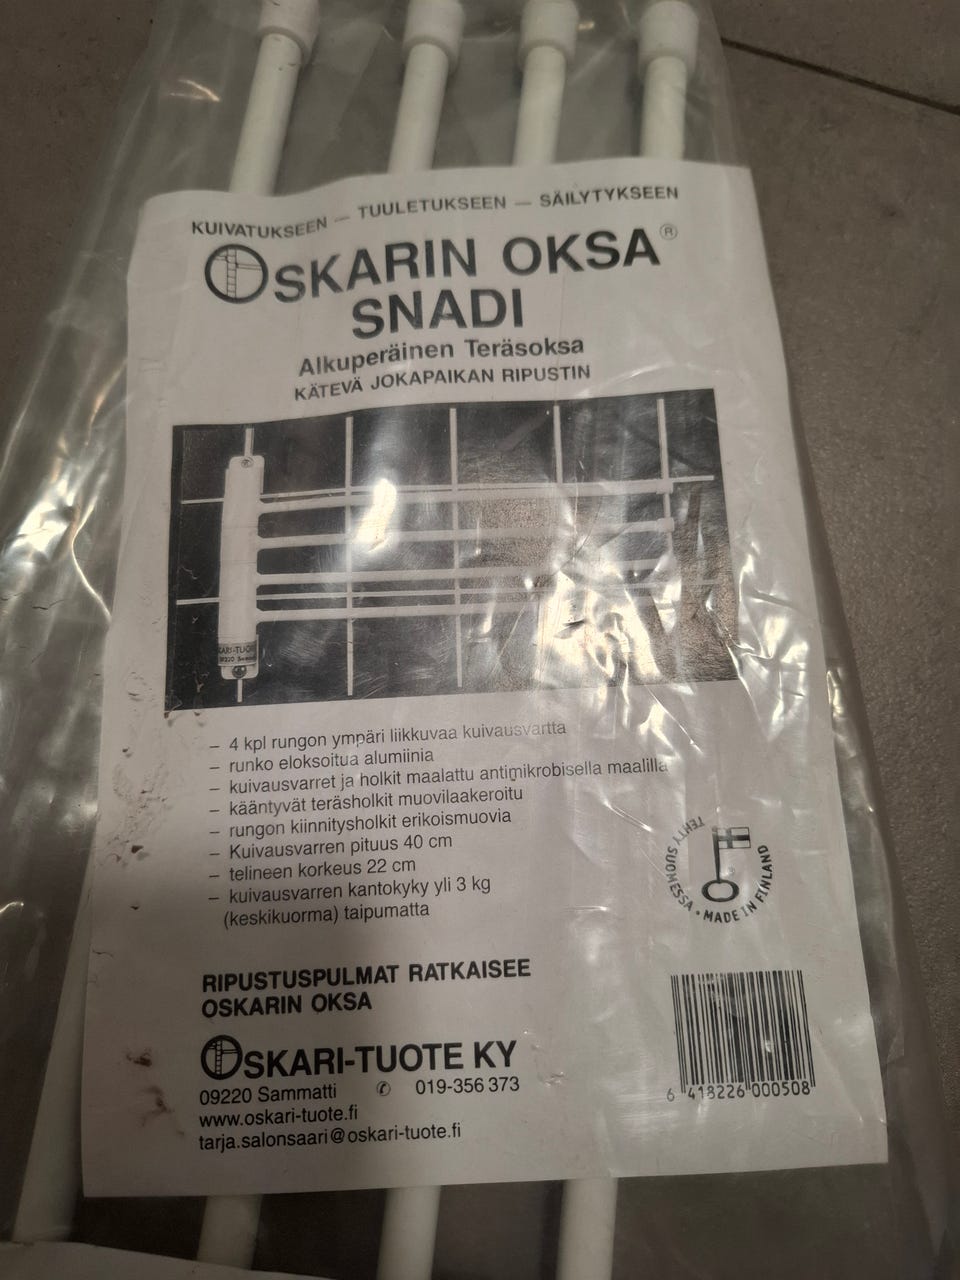 KUIVATUKSEEN – TUULETUKSEEN – SÄILYTYKSEEN
OSKARIN OKSA®
SNADI
Alkuperäinen Teräsoksa
KÄTEVÄ JOKAPAIKAN RIPUSTIN
KARI-TUO
09220 Samm
– 4 kpl rungon ympäri liikkuvaa kuivausvartta
– runko eloksoitua alumiinia
– kuivausvarret ja holkit maalattu antimikrobisella maalilla
– kääntyvät teräsholkit muovilaakeroitu
– rungon kiinnitysholkit erikoismuovia
– Kuivausvarren pituus 40 cm
– telineen korkeus 22 cm
– kuivausvarren kantokyky yli 3 kg
(keskikuorma) taipumatta
TEHTY SUOMESSA • MADE IN FINLAND
RIPUSTUSPULMAT RATKAISEE
OSKARIN OKSA
OSKARI-TUOTE KY
09220 Sammatti ✆ 019-356 373
www.oskari-tuote.fi
tarja.salonsaari@oskari-tuote.fi
6 418226 000508